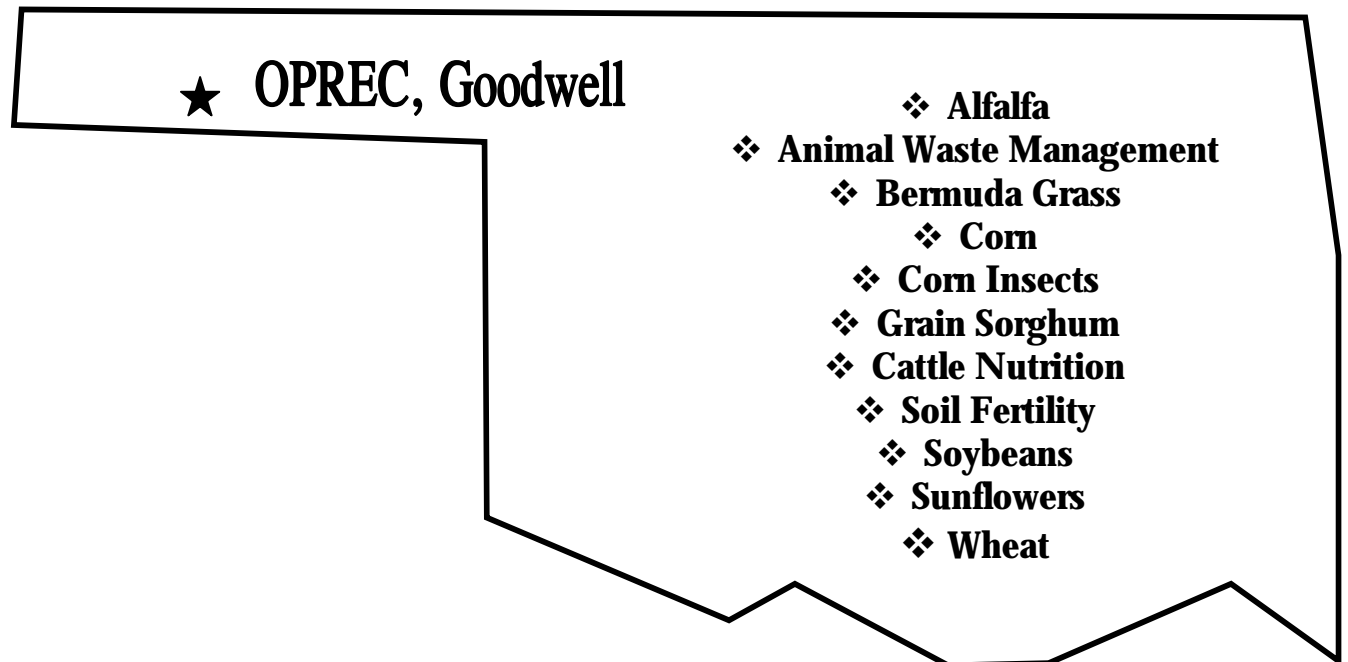 OPREC, Goodwell
❖ Alfalfa
❖ Animal Waste Management
❖ Bermuda Grass
❖ Corn
❖ Corn Insects
❖ Grain Sorghum
❖ Cattle Nutrition
❖ Soil Fertility
❖ Soybeans
❖ Sunflowers
❖ Wheat